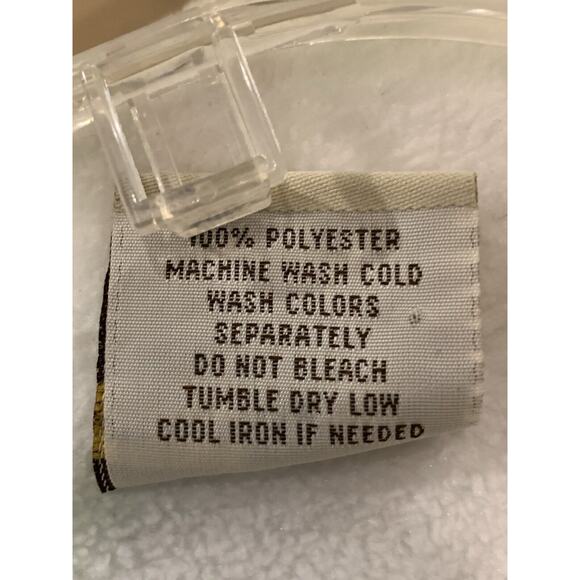 100% POLYESTER
MACHINE WASH COLD
WASH COLORS
SEPARATELY
DO NOT BLEACH
TUMBLE DRY LOW
COOL IRON IF NEEDED